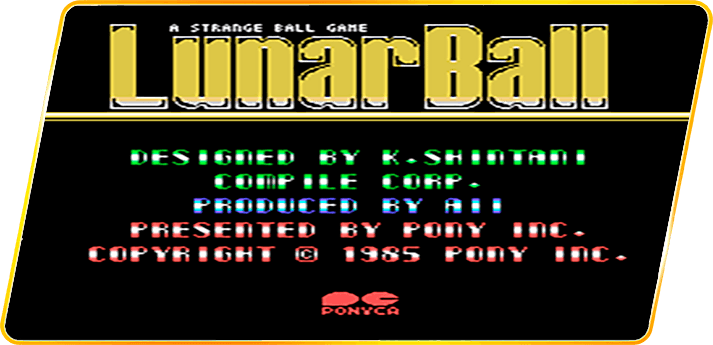 A STRANGE BALL GAME
LunarBall
DESIGNED BY K.SHINTANI
COMPILE CORP.
PRODUCED BY AII
PRESENTED BY PONY INC.
COPYRIGHT © 1985 PONY INC.
PONYCA